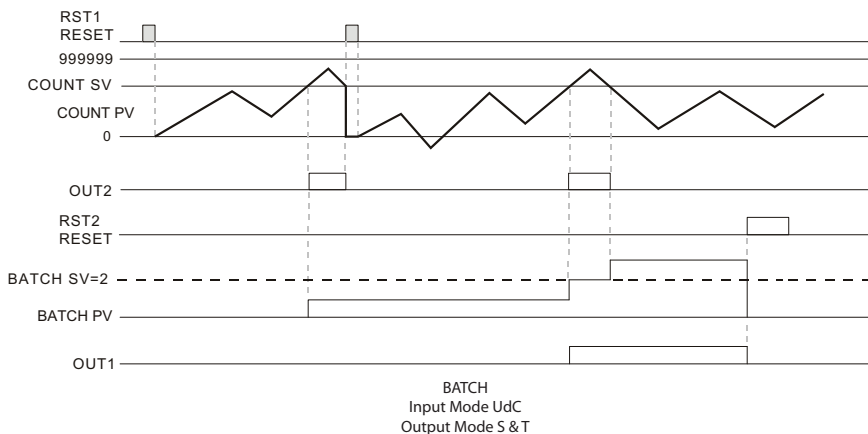 RST1
RESET
999999
COUNT SV
COUNT PV
0
OUT2
RST2
RESET
BATCH SV=2
BATCH PV
OUT1
BATCH
Input Mode UdC
Output Mode S & T